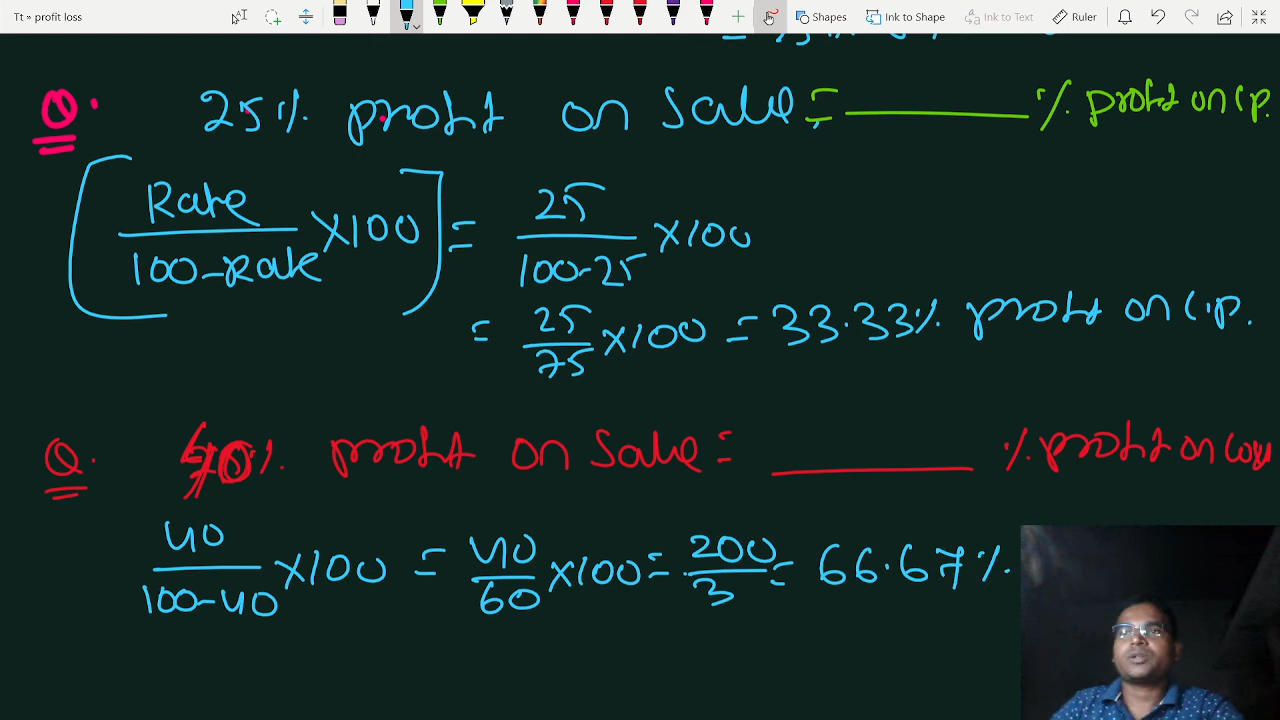 Tt » profit loss
Shapes Ink to Shape Ink to Text Ruler
Q. 25% profit on Sale = ______ % profit on C.P.
[Rate / 100-Rate × 100] = 25 / 100-25 × 100
= 25/75 × 100 = 33.33% profit on C.P.
Q. 40% profit on Sale = ______ % profit on
40 / 100-40 × 100 = 40/60 × 100 = 200/3 = 66.67%